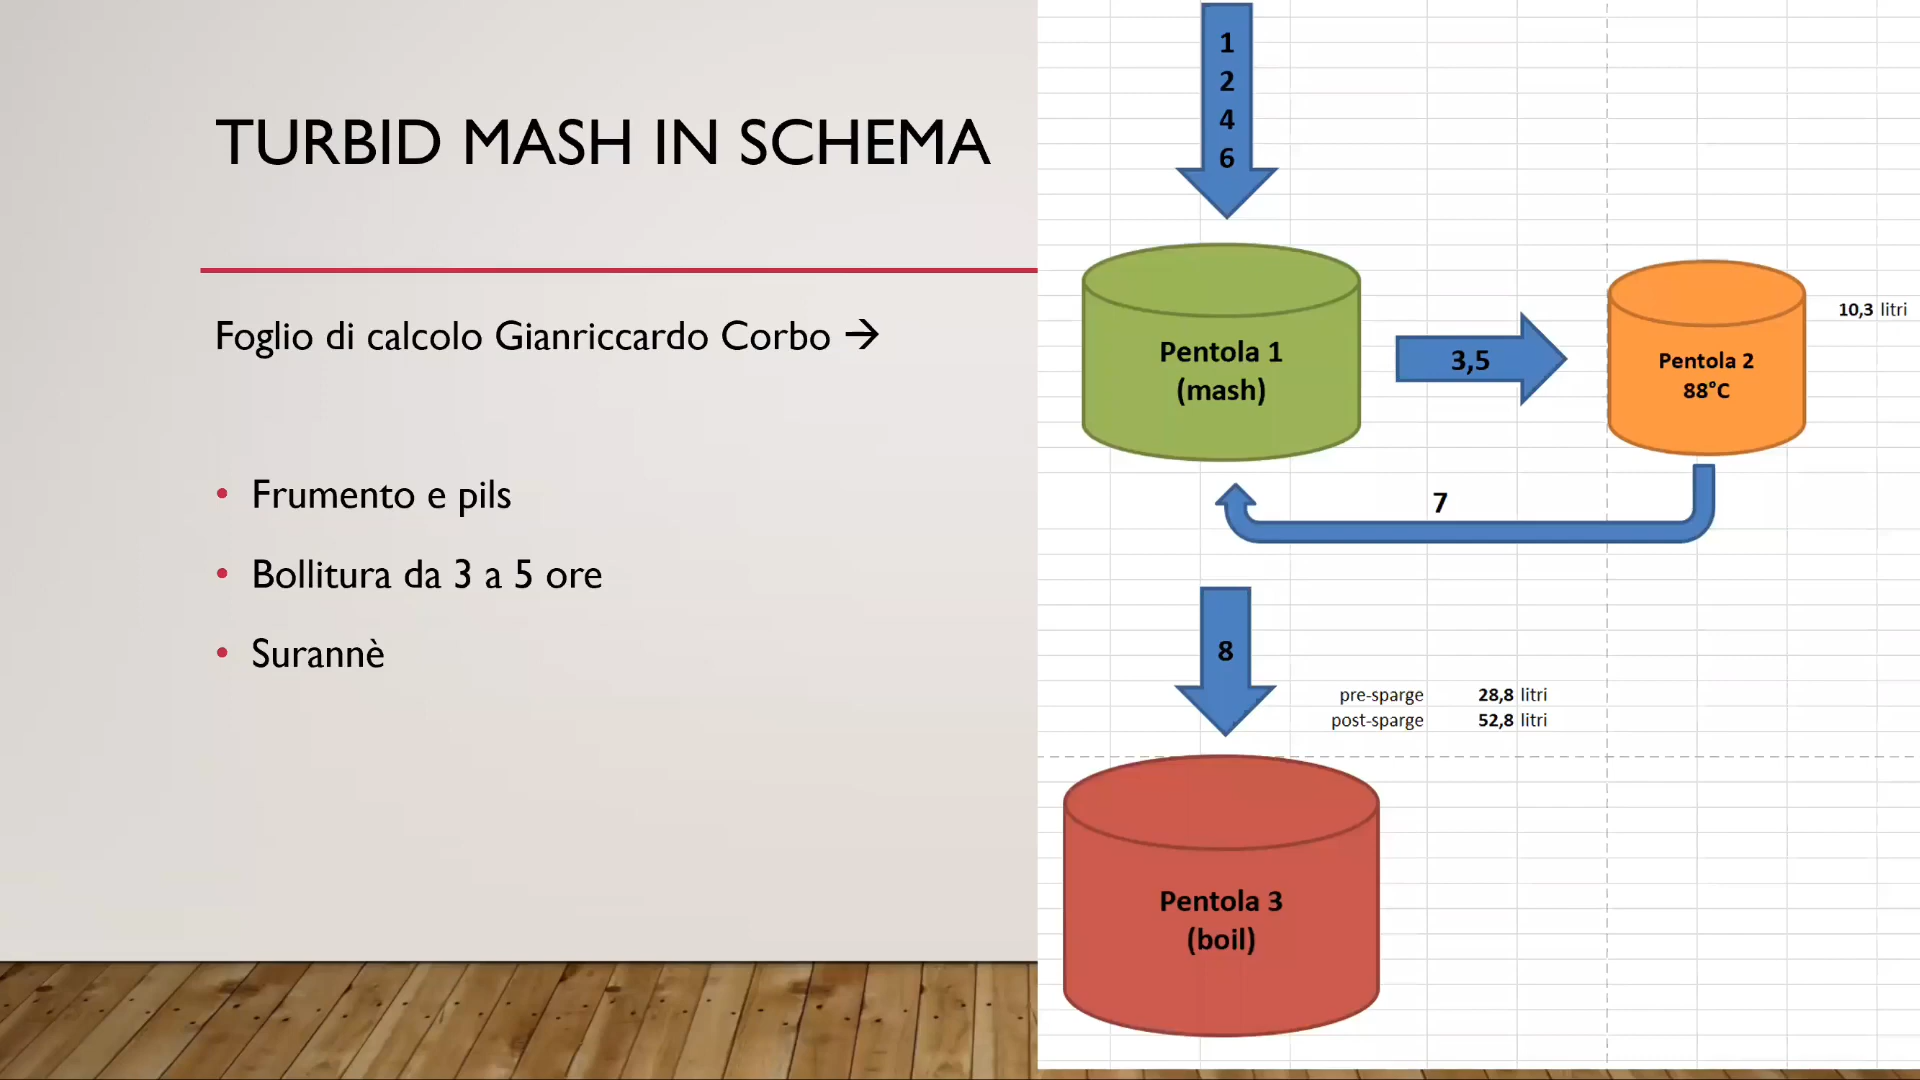 TURBID MASH IN SCHEMA
Foglio di calcolo Gianriccardo Corbo →
• Frumento e pils
• Bollitura da 3 a 5 ore
• Surannè
1
2
4
6
Pentola 1
(mash)
3,5
Pentola 2
88°C
10,3 litri
7
8
pre-sparge 28,8 litri
post-sparge 52,8 litri
Pentola 3
(boil)